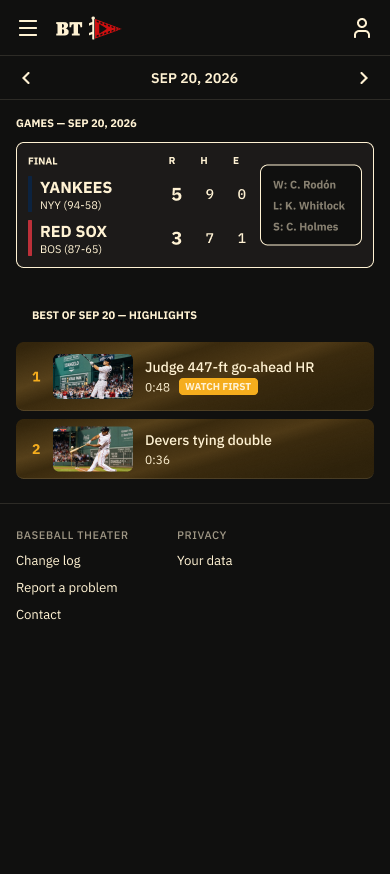 BT
SEP 20, 2026
GAMES — SEP 20, 2026
FINAL R H E
YANKEES 5 9 0
NYY (94-58)
RED SOX 3 7 1
BOS (87-65)
W: C. Rodón
L: K. Whitlock
S: C. Holmes
BEST OF SEP 20 — HIGHLIGHTS
1 Judge 447-ft go-ahead HR
0:48 WATCH FIRST
2 Devers tying double
0:36
BASEBALL THEATER PRIVACY
Change log Your data
Report a problem
Contact